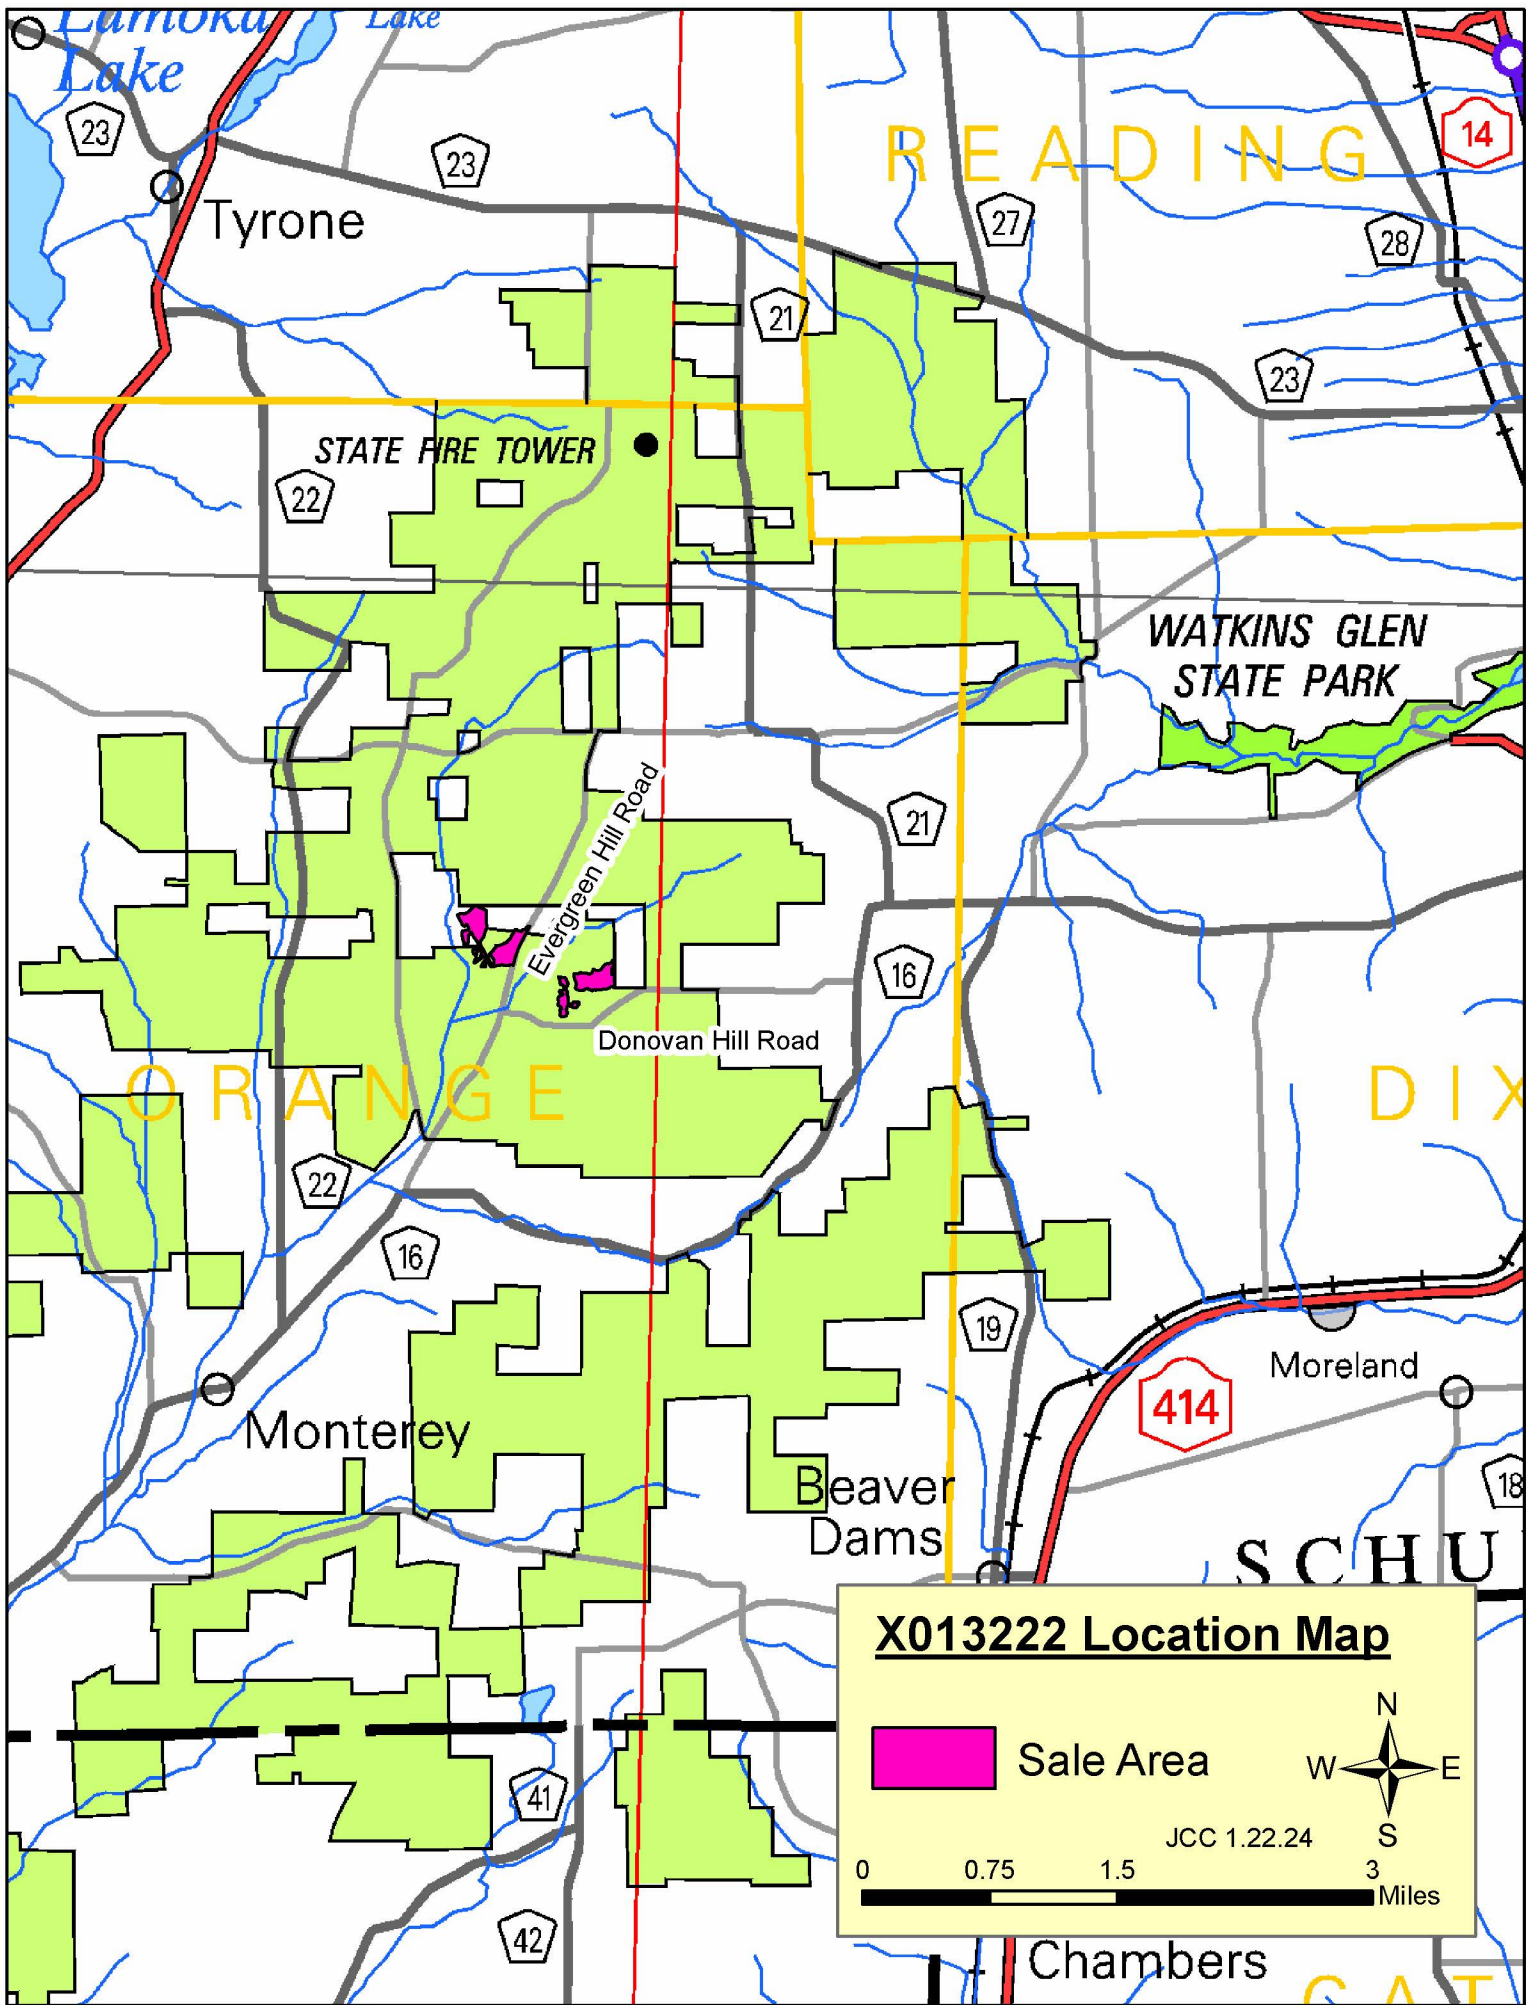 Lamoka
Lake
Lake
23
23
READING
14
Tyrone
27
28
21
23
STATE FIRE TOWER
22
WATKINS GLEN
STATE PARK
Evergreen Hill Road
21
16
Donovan Hill Road
ORANGE
DIX
22
16
19
Moreland
414
Monterey
Beaver
Dams
18
SCHU
X013222 Location Map
Sale Area
N
W
E
S
JCC 1.22.24
0 0.75 1.5 3
Miles
41
42
Chambers
CAT